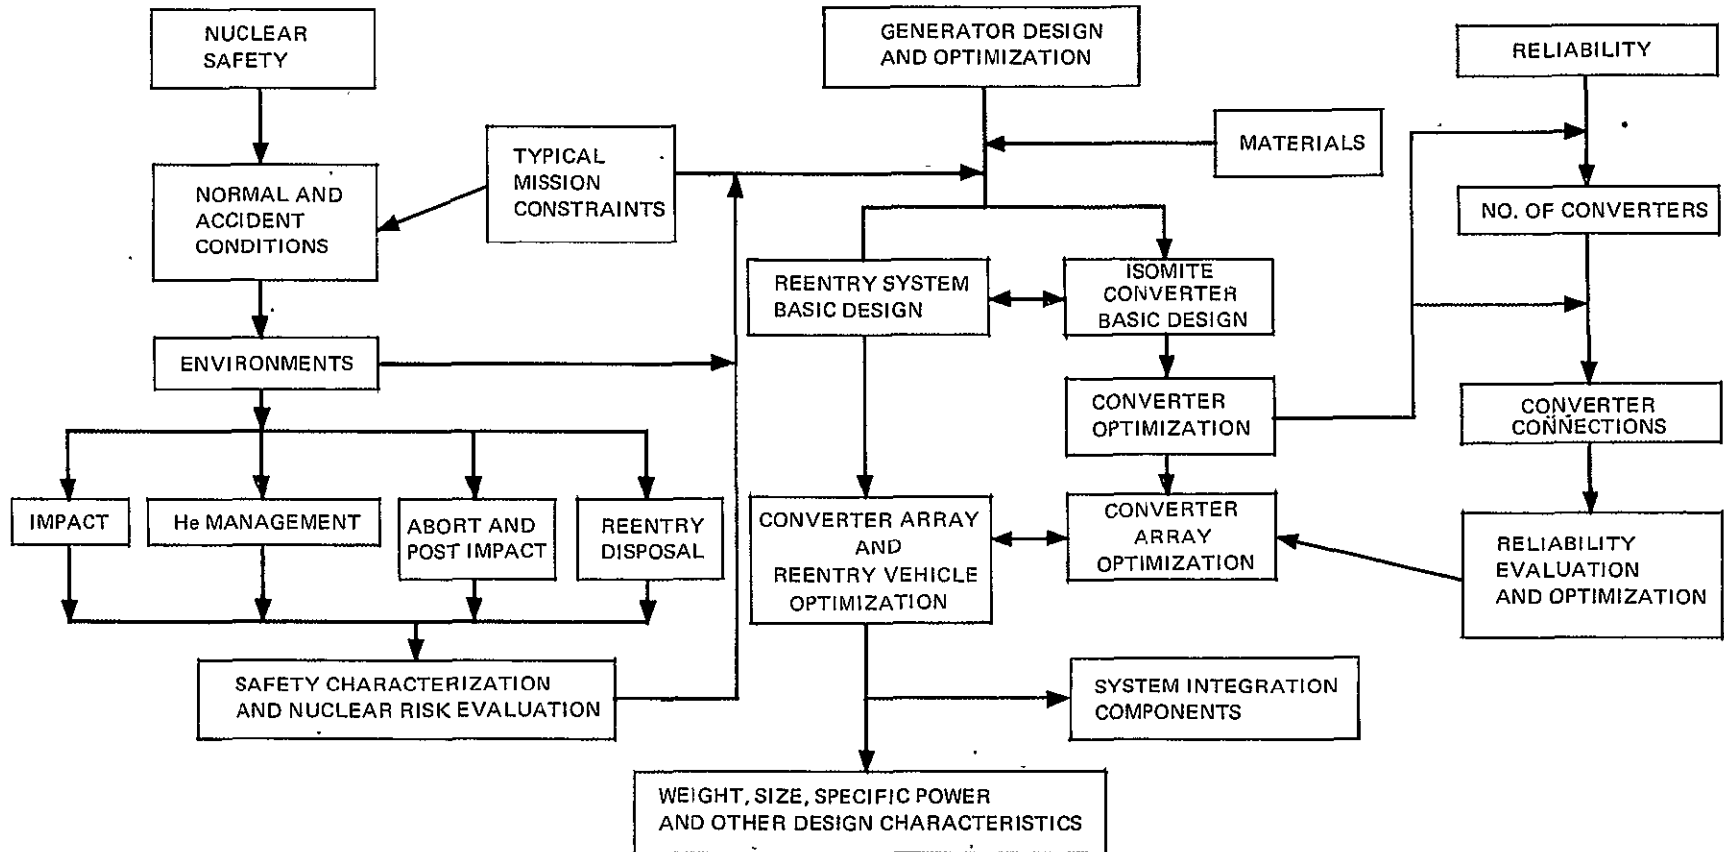 NUCLEAR
SAFETY
GENERATOR DESIGN
AND OPTIMIZATION
RELIABILITY
TYPICAL
MISSION
CONSTRAINTS
MATERIALS
NORMAL AND
ACCIDENT
CONDITIONS
NO. OF CONVERTERS
REENTRY SYSTEM
BASIC DESIGN
ISOMITE
CONVERTER
BASIC DESIGN
ENVIRONMENTS
CONVERTER
OPTIMIZATION
CONVERTER
CONNECTIONS
IMPACT
He MANAGEMENT
ABORT AND
POST IMPACT
REENTRY
DISPOSAL
CONVERTER ARRAY
AND
REENTRY VEHICLE
OPTIMIZATION
CONVERTER
ARRAY
OPTIMIZATION
RELIABILITY
EVALUATION
AND OPTIMIZATION
SAFETY CHARACTERIZATION
AND NUCLEAR RISK EVALUATION
SYSTEM INTEGRATION
COMPONENTS
WEIGHT, SIZE, SPECIFIC POWER
AND OTHER DESIGN CHARACTERISTICS